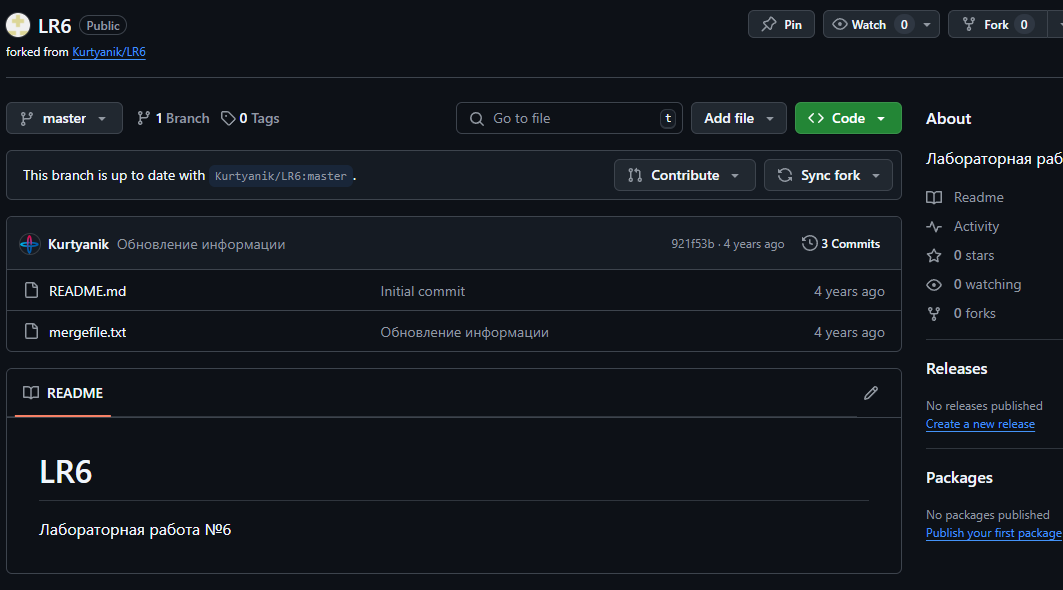 LR6 Public Pin Watch 0 Fork 0
forked from Kurtyanik/LR6
master 1 Branch 0 Tags Go to file t Add file Code
This branch is up to date with Kurtyanik/LR6:master .
Contribute Sync fork
Kurtyanik Обновление информации 921f53b · 4 years ago 3 Commits
README.md Initial commit 4 years ago
mergefile.txt Обновление информации 4 years ago
README
LR6
Лабораторная работа №6
About
Лабораторная раб
Readme
Activity
0 stars
0 watching
0 forks
Releases
No releases published
Create a new release
Packages
No packages published
Publish your first package